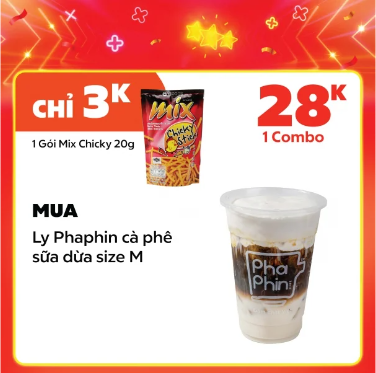 CHỈ 3K
1 Gói Mix Chicky 20g
mix
Chicky Stick
28K
1 Combo
MUA
Ly Phaphin cà phê
sữa dừa size M
Pha
Phin